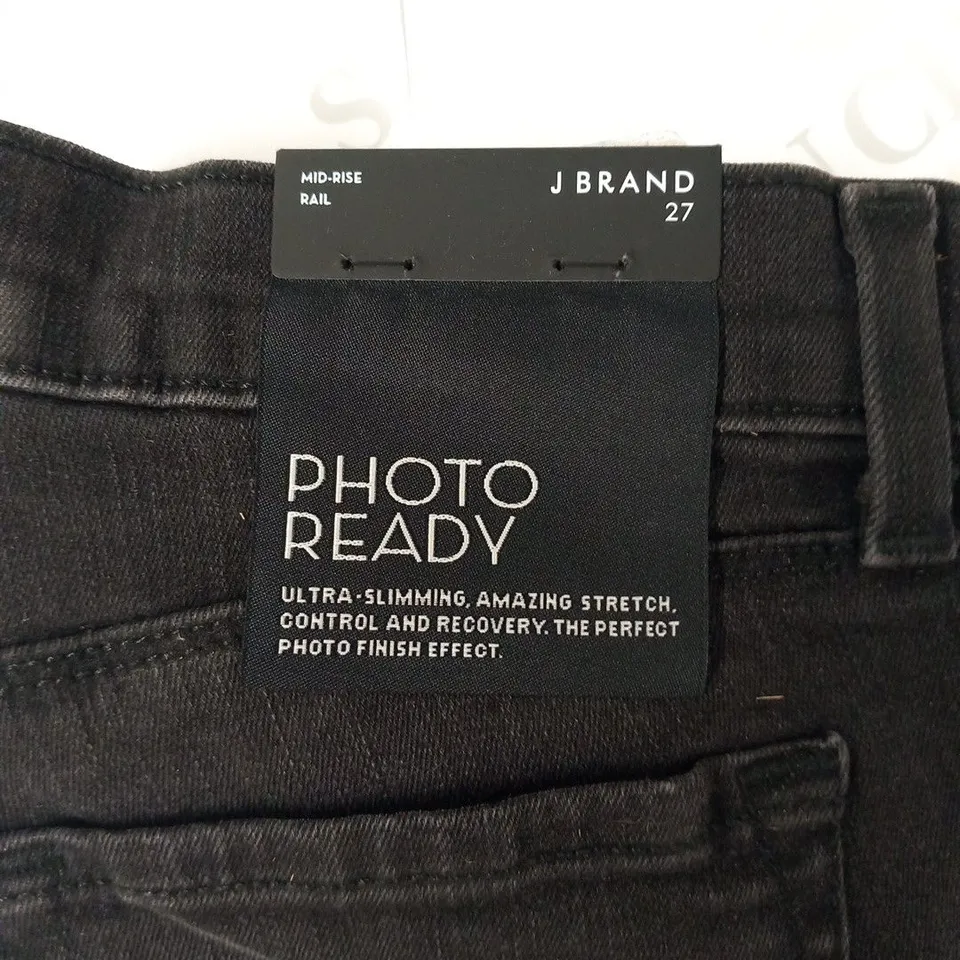 MID-RISE
RAIL
J BRAND
27
PHOTO
READY
ULTRA-SLIMMING, AMAZING STRETCH,
CONTROL AND RECOVERY. THE PERFECT
PHOTO FINISH EFFECT.